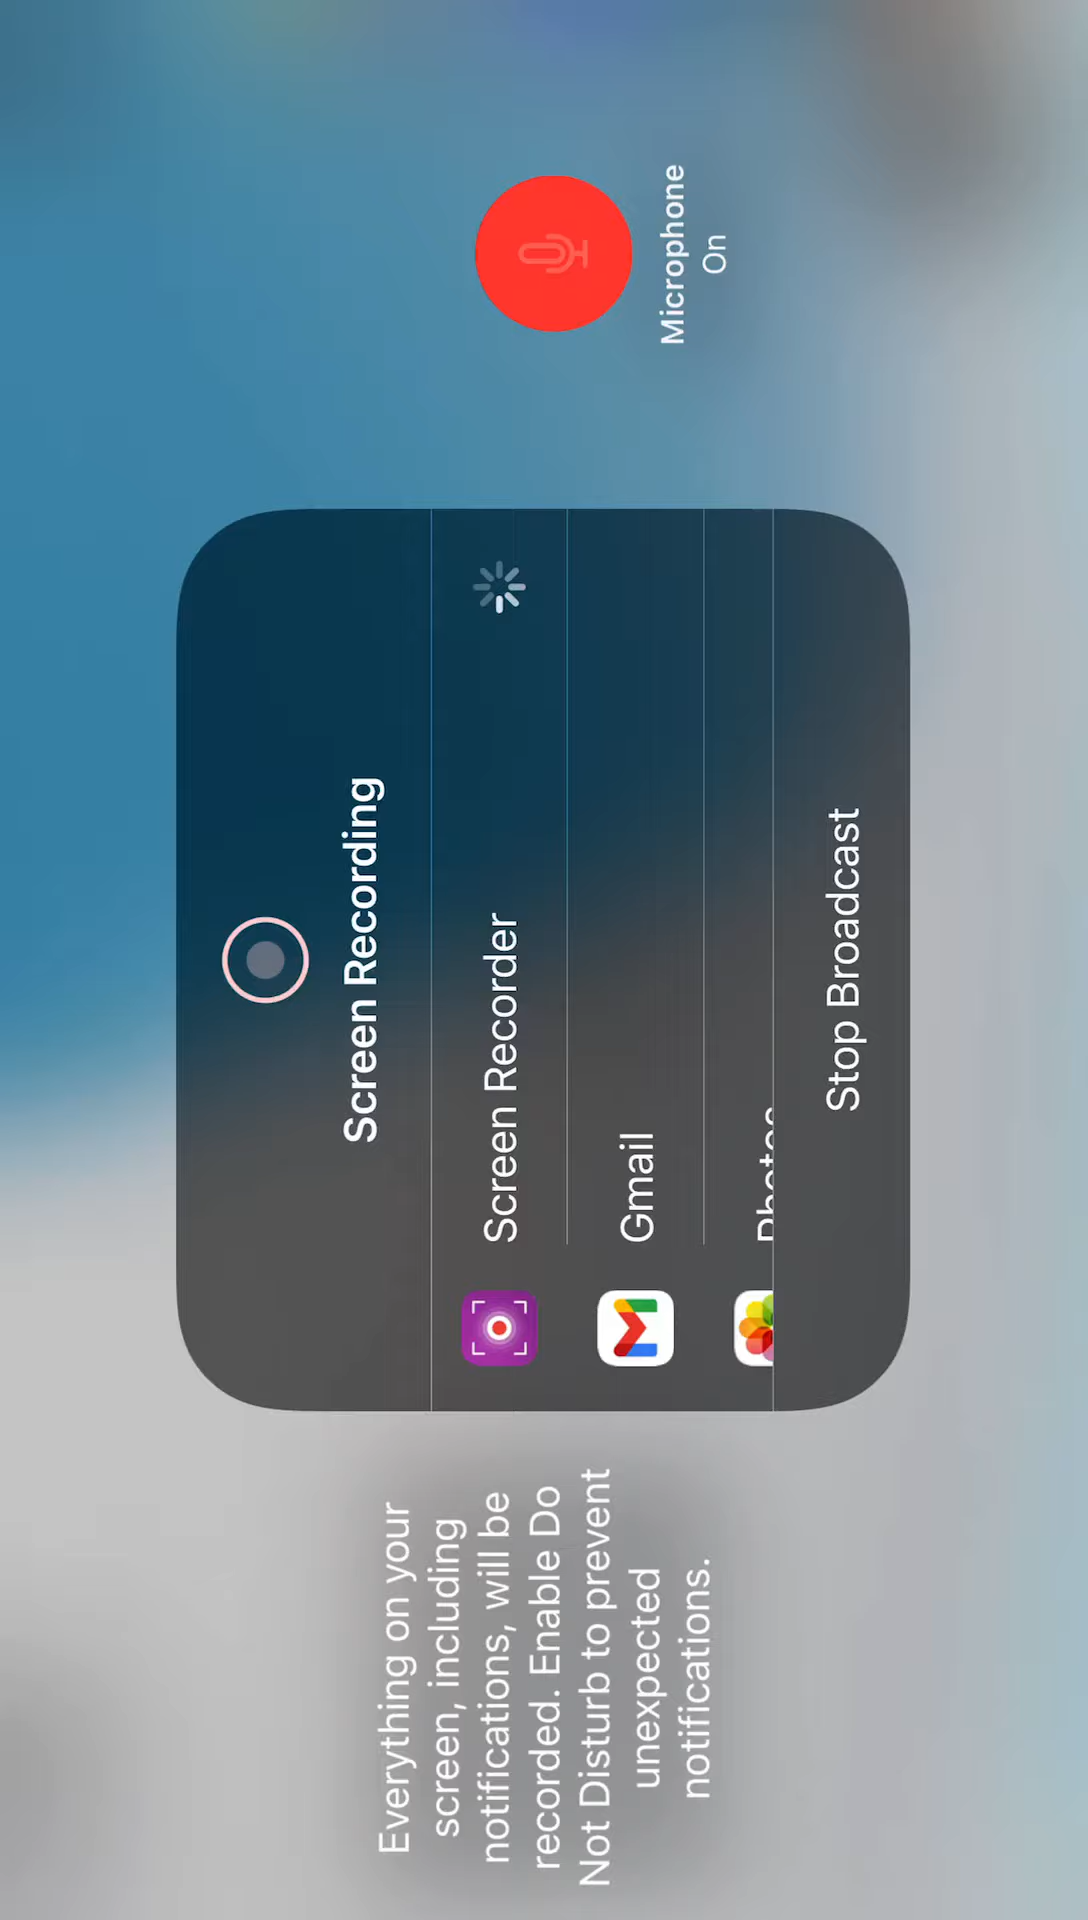 Everything on your
screen, including
notifications, will be
recorded. Enable Do
Not Disturb to prevent
unexpected
notifications.
Screen Recording
Screen Recorder
Gmail
Photos
Stop Broadcast
Microphone
On